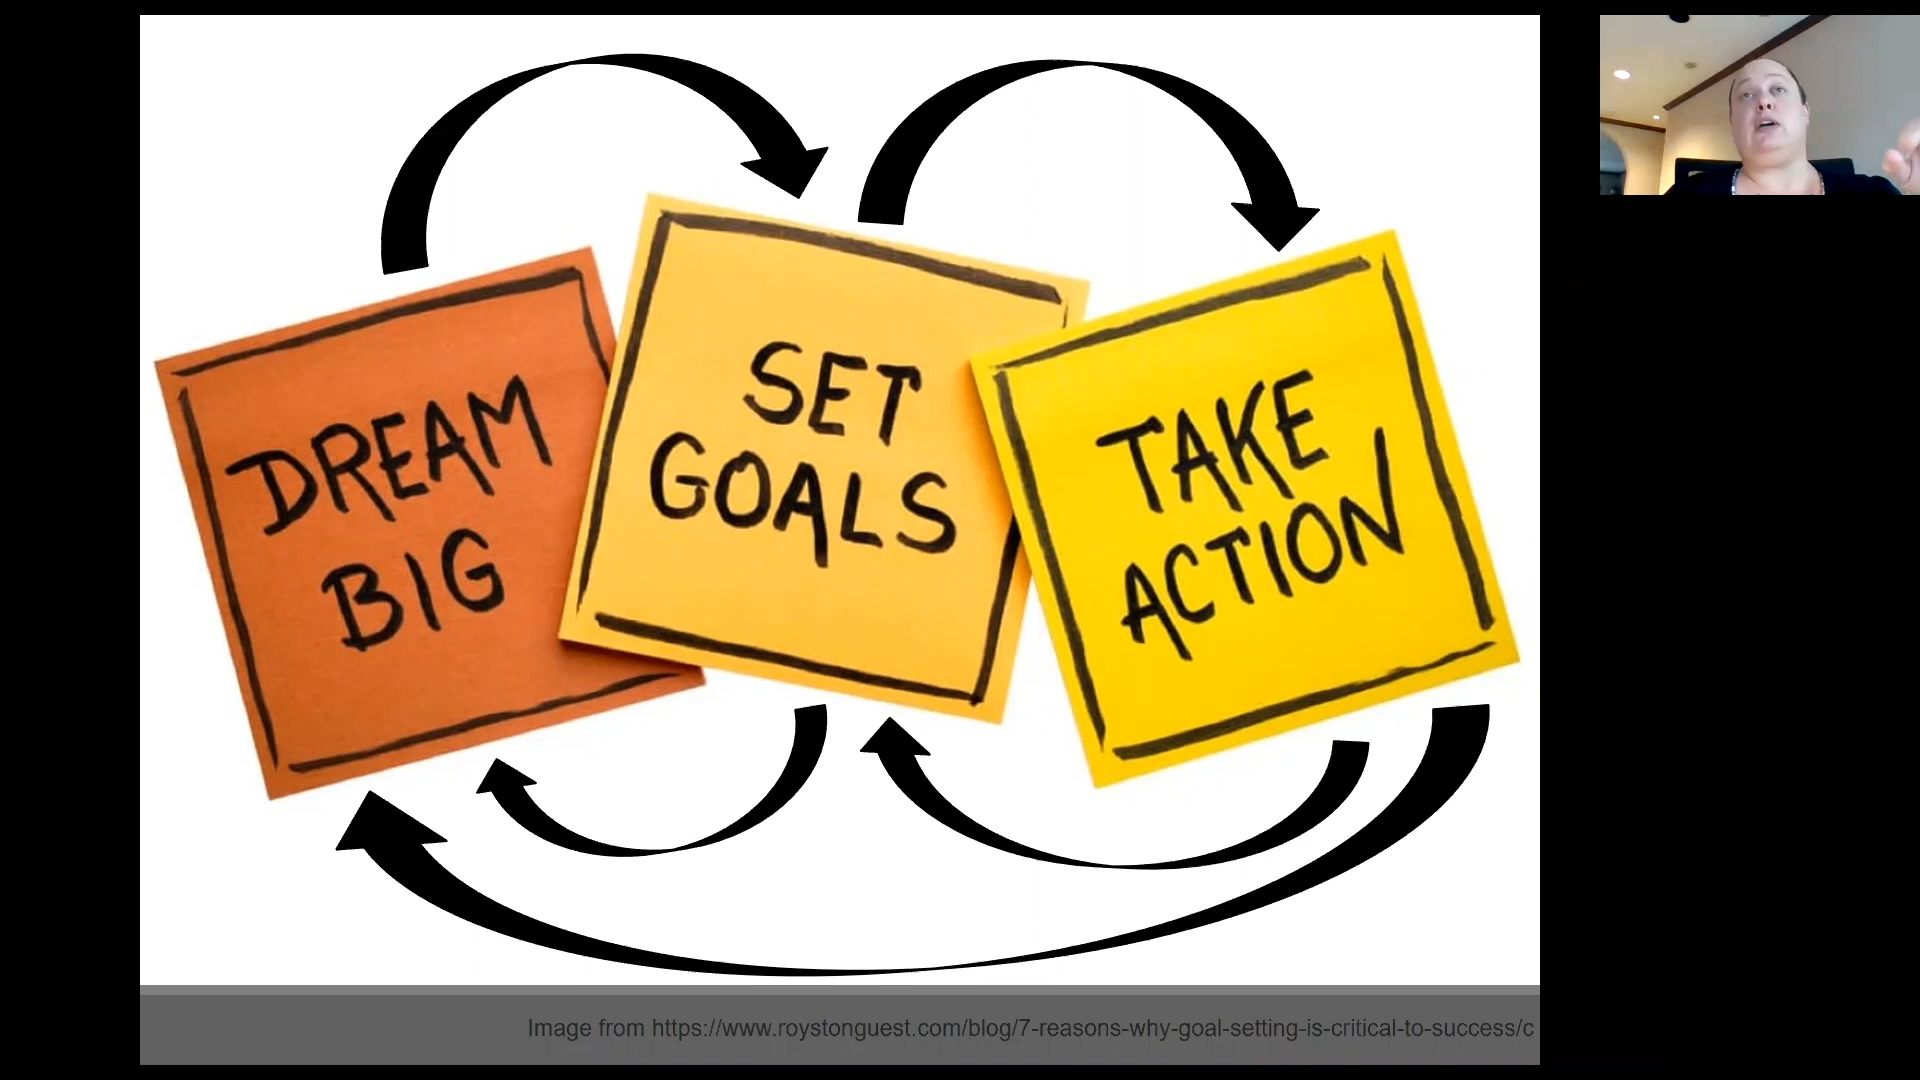 DREAM
BIG
SET
GOALS
TAKE
ACTION
Image from https://www.roystonguest.com/blog/7-reasons-why-goal-setting-is-critical-to-success/c